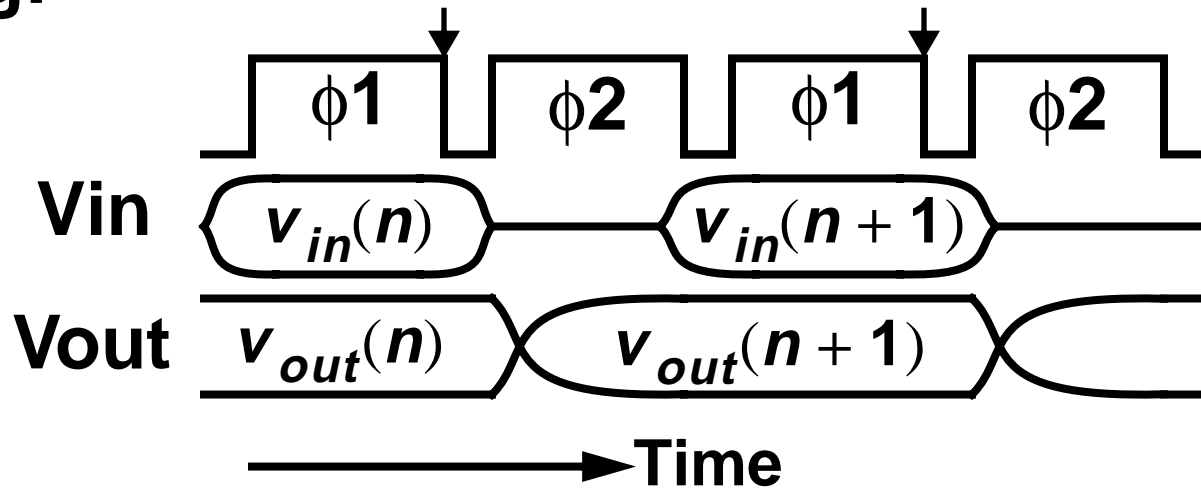 g:
ϕ1 ϕ2 ϕ1 ϕ2
Vin v_in(n) v_in(n + 1)
Vout v_out(n) v_out(n + 1)
Time